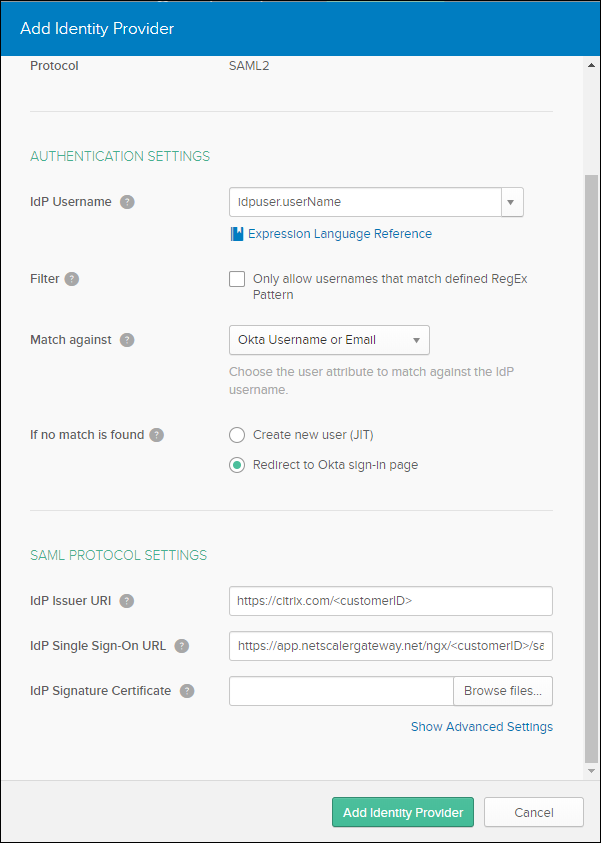 Add Identity Provider
Protocol SAML2
AUTHENTICATION SETTINGS
IdP Username ? idpuser.userName
Expression Language Reference
Filter ? Only allow usernames that match defined RegEx
Pattern
Match against ? Okta Username or Email
Choose the user attribute to match against the IdP
username.
If no match is found ? Create new user (JIT)
Redirect to Okta sign-in page
SAML PROTOCOL SETTINGS
IdP Issuer URI ? https://citrix.com/<customerID>
IdP Single Sign-On URL ? https://app.netscalergateway.net/ngx/<customerID>/sa
IdP Signature Certificate ? Browse files...
Show Advanced Settings
Add Identity Provider Cancel